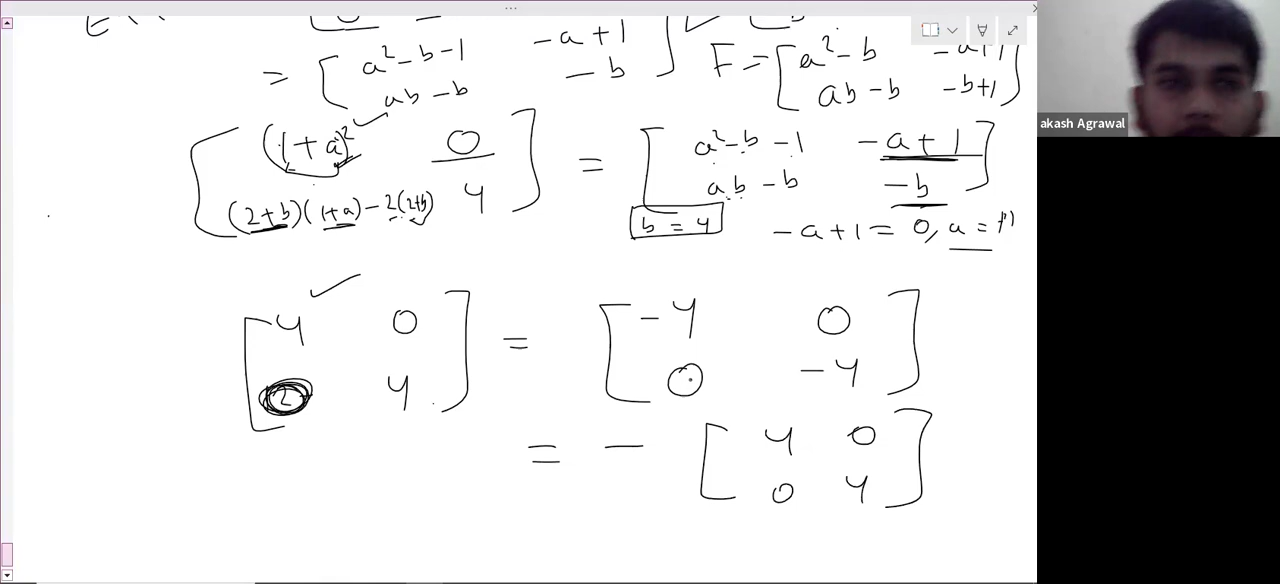 = [ a² - b - 1   - a + 1
ab - b   - b ]   F = [ a² - b   - a + 1
ab - b   - b + 1 ]
akash Agrawal
[ (1 + a)²   0   = [ a² - b - 1   - a + 1
(2 + b)(1 + a) - 2(2+b)   4 ]   ab - b   - b ]
b = 4   - a + 1 = 0, a =
[ 4   0   = [ - 4   0
2   4 ]   0   - 4 ]
= - [ 4   0
0   4 ]